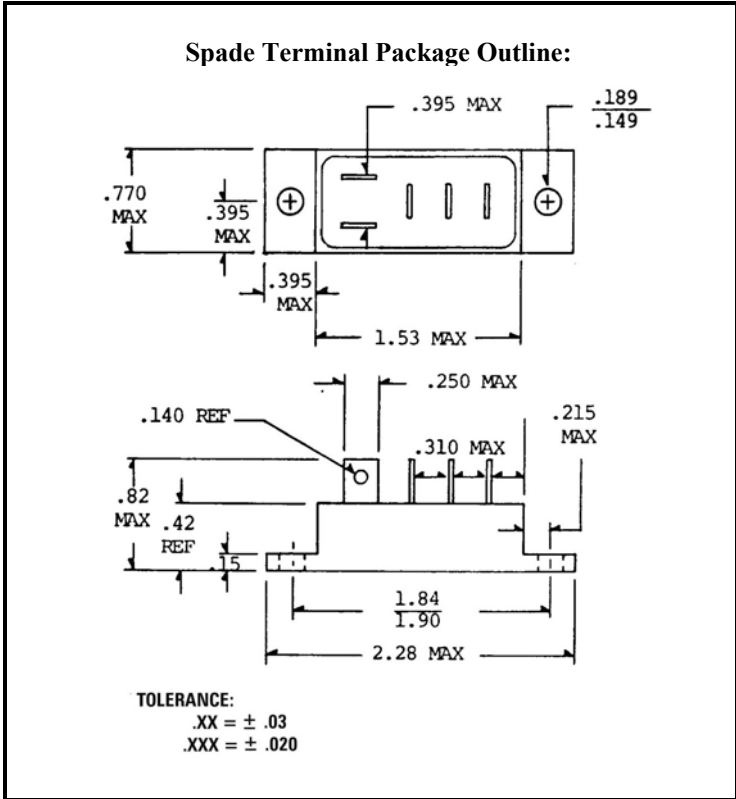 Spade Terminal Package Outline:
.395 MAX
.189
.149
.770
MAX
.395
MAX
.395
MAX
1.53 MAX
.250 MAX
.140 REF
.215
MAX
.310 MAX
.82
MAX
.42
REF
.15
1.84
1.90
2.28 MAX
TOLERANCE:
.XX = ± .03
.XXX = ± .020